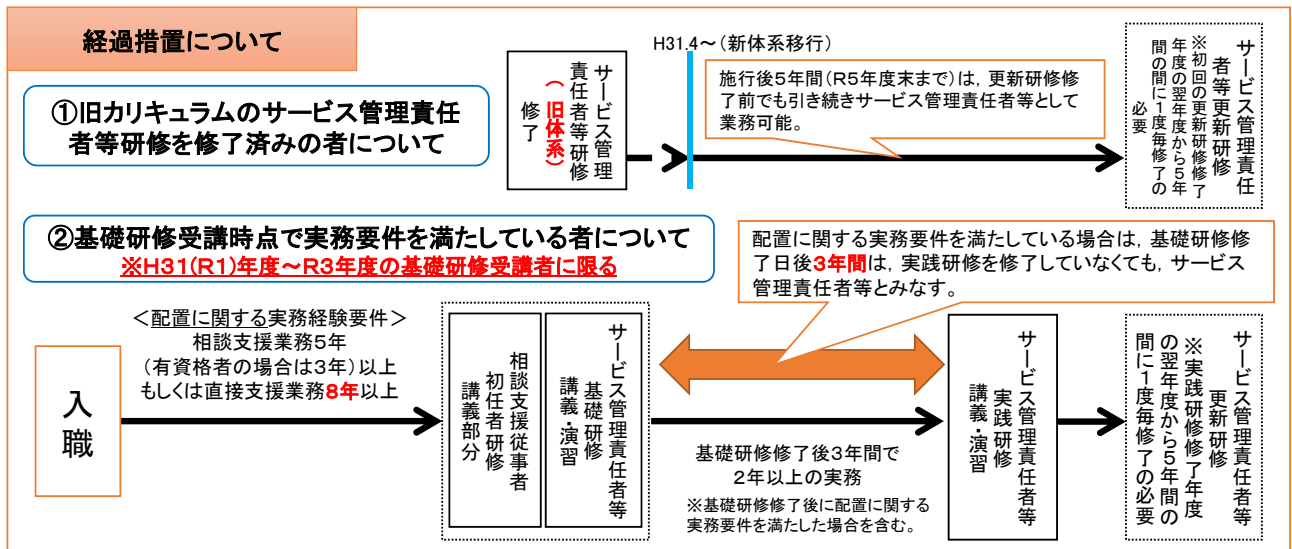 経過措置について
①旧カリキュラムのサービス管理責任
者等研修を修了済みの者について
サービス管理
責任者等研修
(旧体系)
修了
H31.4～(新体系移行)
施行後5年間(R5年度末まで)は，更新研修修
了前でも引き続きサービス管理責任者等として
業務可能。
サービス管理責任
者等更新研修
※初回の更新研修修了
年度の翌年度から5年
間の間に1度毎修了の
必要
②基礎研修受講時点で実務要件を満たしている者について
※H31(R1)年度～R3年度の基礎研修受講者に限る
配置に関する実務要件を満たしている場合は，基礎研修修
了日後3年間は，実践研修を修了していなくても，サービス
管理責任者等とみなす。
入職
＜配置に関する実務経験要件＞
相談支援業務5年
(有資格者の場合は3年)以上
もしくは直接支援業務8年以上
相談支援従事者
初任者研修
講義部分
サービス管理責任者等
基礎研修
講義・演習
基礎研修修了後3年間で
2年以上の実務
※基礎研修修了後に配置に関する
実務要件を満たした場合を含む。
サービス管理責任者等
実践研修
講義・演習
サービス管理責任者等
更新研修
※実践研修修了年度
の翌年度から5年間の
間に1度毎修了の必要